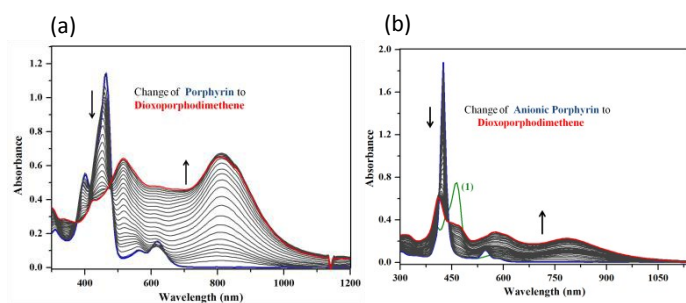 (a)
1.2
1.0
0.8
0.6
0.4
0.2
0.0
Absorbance
Change of Porphyrin to
Dioxoporphodimethene
400 600 800 1000 1200
Wavelength (nm)
(b)
2.0
1.6
1.2
0.8
0.4
0.0
Absorbance
Change of Anionic Porphyrin to
Dioxoporphodimethene
(1)
300 450 600 750 900 1050
Wavelength (nm)